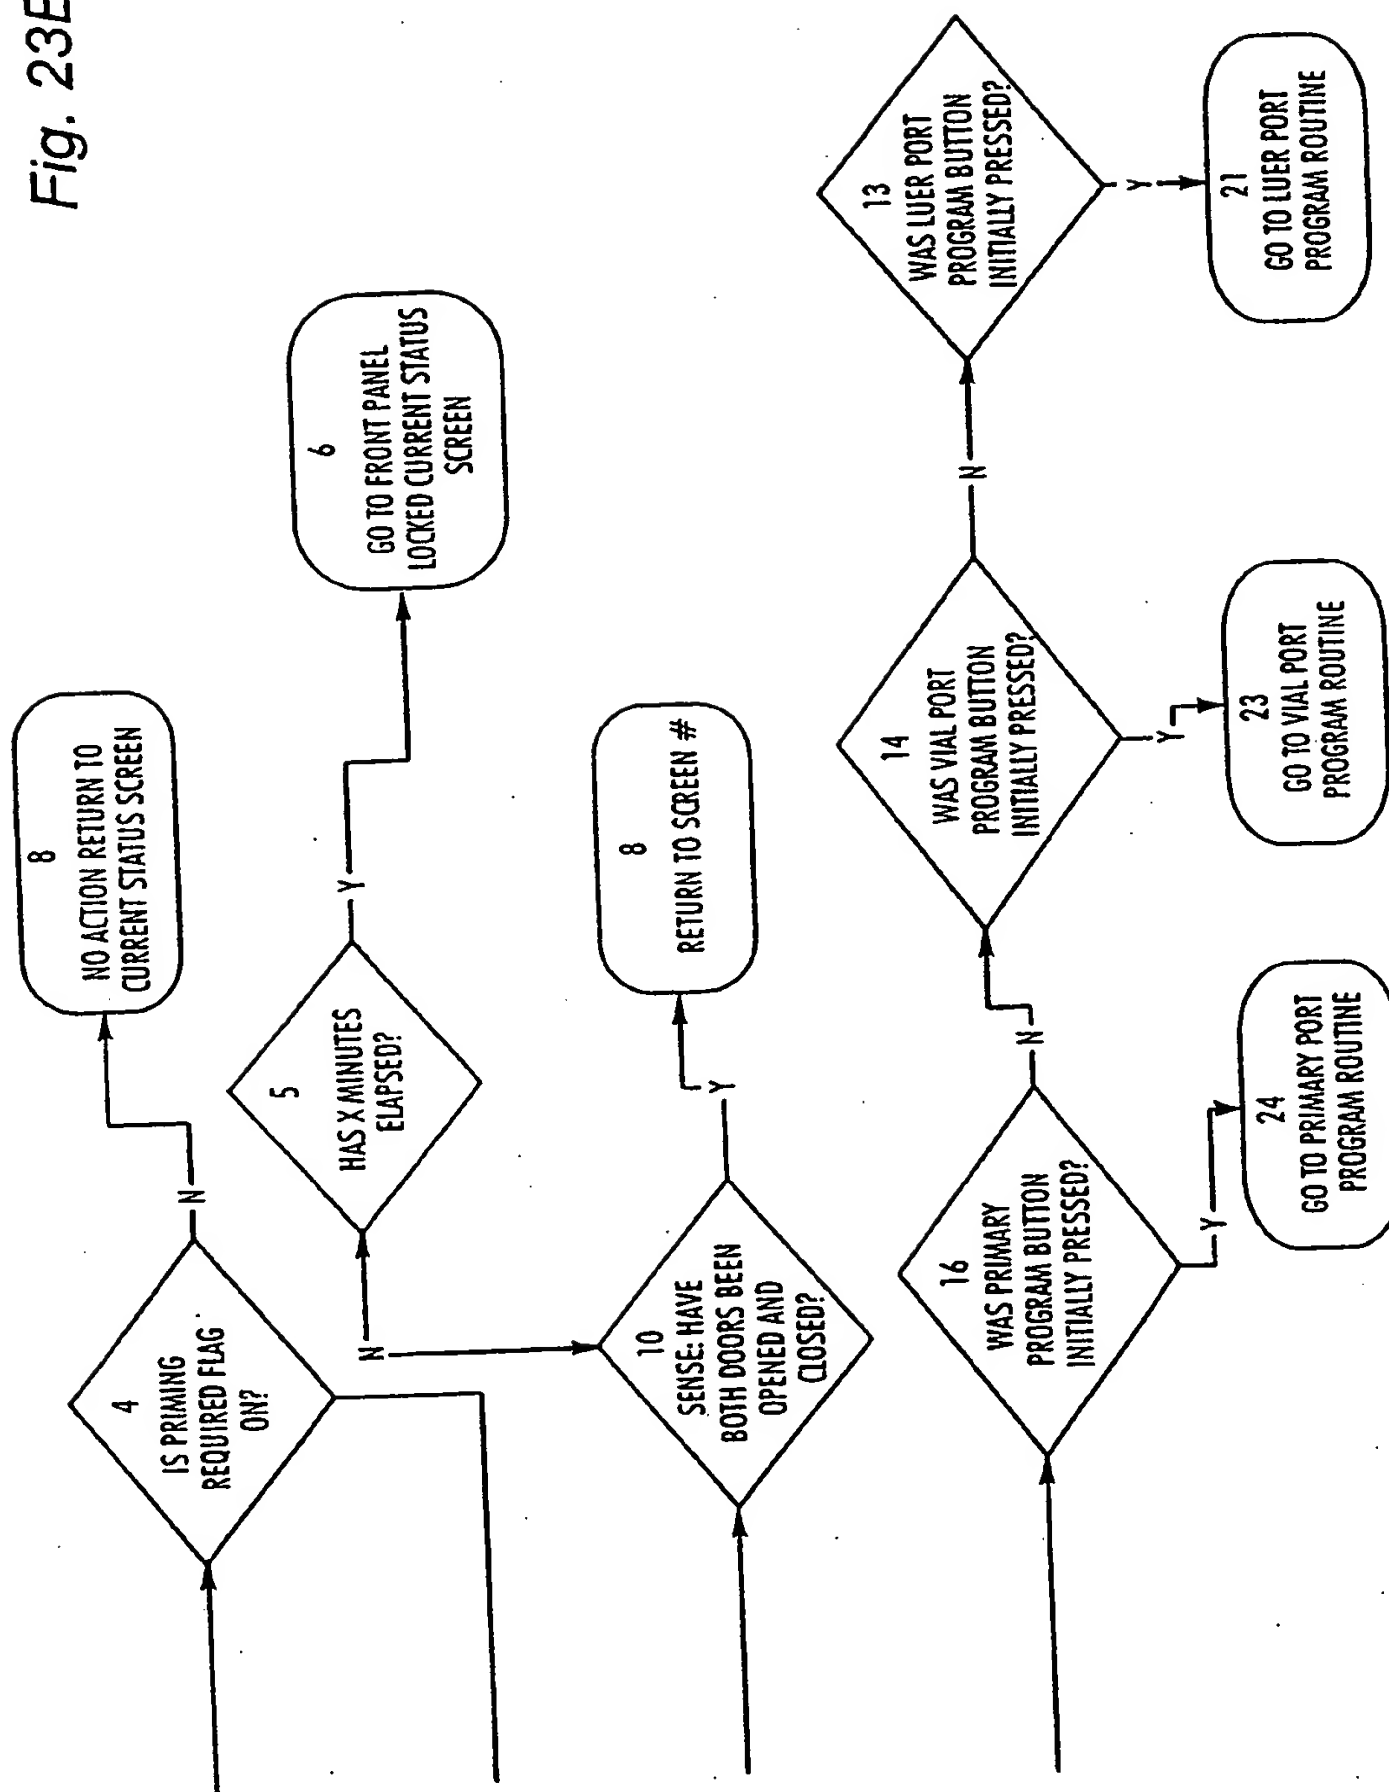 Fig. 23B
4
IS PRIMING
REQUIRED FLAG
ON?
N
8
NO ACTION RETURN TO
CURRENT STATUS SCREEN
5
HAS X MINUTES
ELAPSED?
Y
6
GO TO FRONT PANEL
LOCKED CURRENT STATUS
SCREEN
N
10
SENSE: HAVE
BOTH DOORS BEEN
OPENED AND
CLOSED?
Y
8
RETURN TO SCREEN #
16
WAS PRIMARY
PROGRAM BUTTON
INITIALLY PRESSED?
N
Y
24
GO TO PRIMARY PORT
PROGRAM ROUTINE
14
WAS VIAL PORT
PROGRAM BUTTON
INITIALLY PRESSED?
N
Y
23
GO TO VIAL PORT
PROGRAM ROUTINE
13
WAS LUER PORT
PROGRAM BUTTON
INITIALLY PRESSED?
Y
21
GO TO LUER PORT
PROGRAM ROUTINE